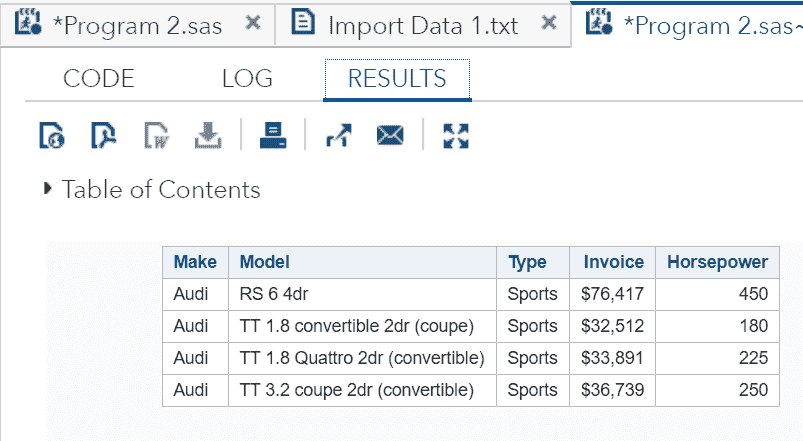 *Program 2.sas × Import Data 1.txt × *Program 2.sas~
CODE LOG RESULTS
Table of Contents
Make Model Type Invoice Horsepower
Audi RS 6 4dr Sports $76,417 450
Audi TT 1.8 convertible 2dr (coupe) Sports $32,512 180
Audi TT 1.8 Quattro 2dr (convertible) Sports $33,891 225
Audi TT 3.2 coupe 2dr (convertible) Sports $36,739 250